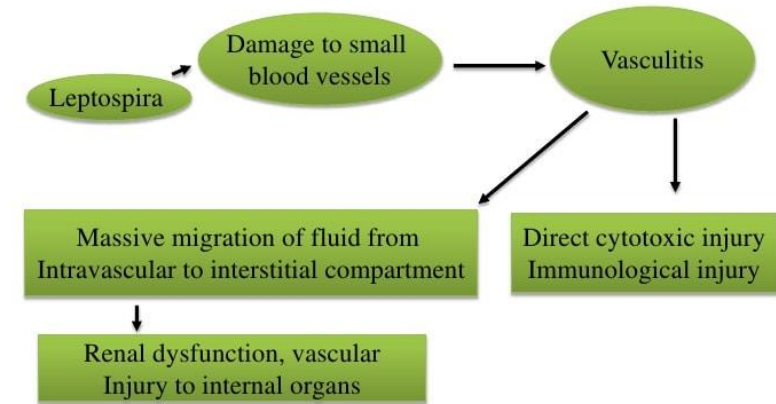 Leptospira
Damage to small
blood vessels
Vasculitis
Massive migration of fluid from
Intravascular to interstitial compartment
Direct cytotoxic injury
Immunological injury
Renal dysfunction, vascular
Injury to internal organs